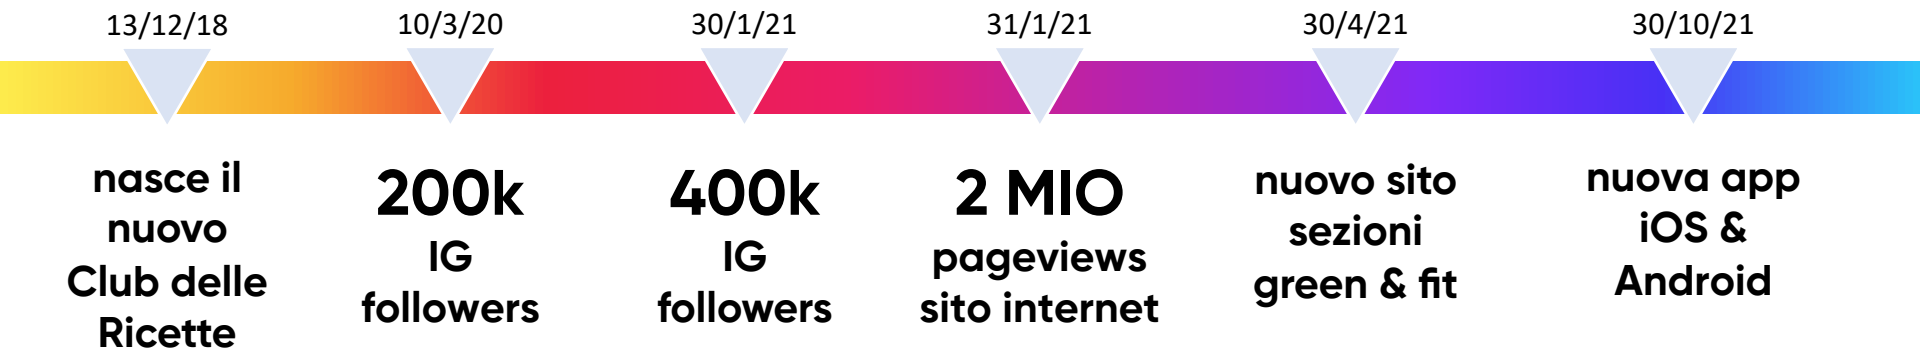 13/12/18
10/3/20
30/1/21
31/1/21
30/4/21
30/10/21
nasce il
nuovo
Club delle
Ricette
200k
IG
followers
400k
IG
followers
2 MIO
pageviews
sito internet
nuovo sito
sezioni
green & fit
nuova app
iOS &
Android